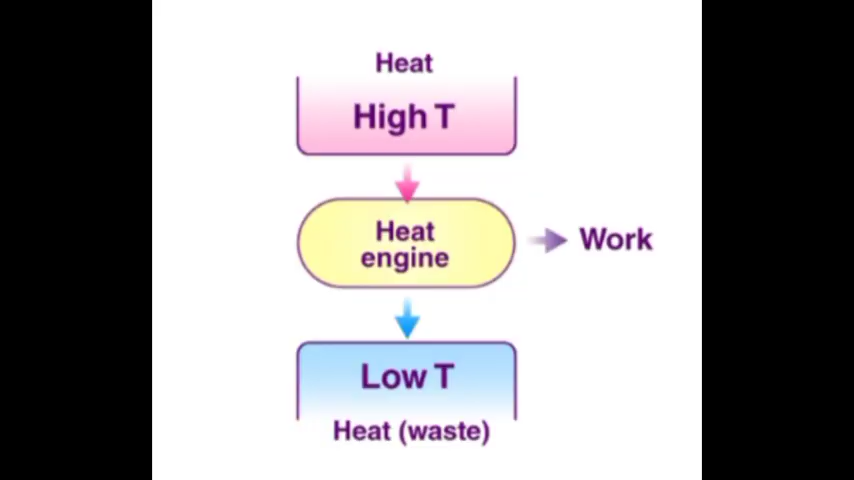 Heat
High T
Heat
engine
Work
Low T
Heat (waste)